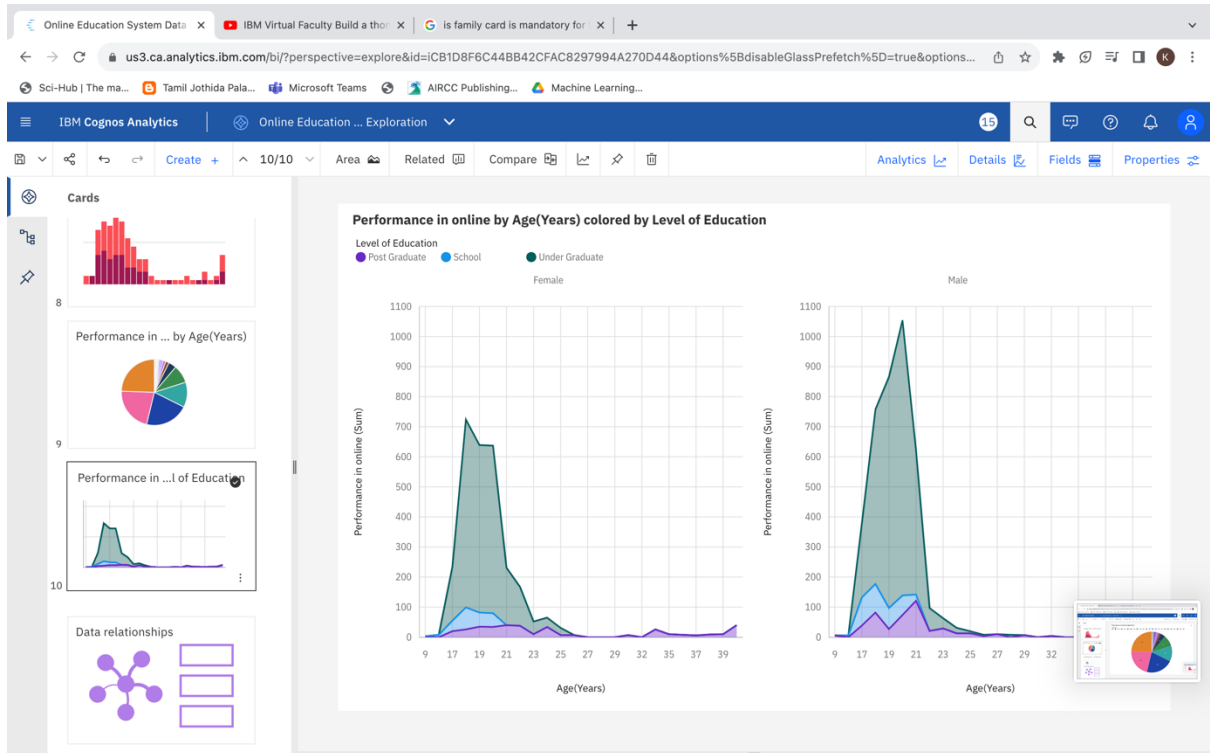 Online Education System Data
IBM Virtual Faculty Build a thon
is family card is mandatory for
us3.ca.analytics.ibm.com/bi/?perspective=explore&id=iCB1D8F6C44BB42CFAC8297994A270D44&options%5BdisableGlassPrefetch%5D=true&option...
K
Sci-Hub | The ma...
Tamil Jothida Pala...
Microsoft Teams
AIRCC Publishing...
Machine Learning...
IBM Cognos Analytics
Online Education ... Exploration
15
Create +
10/10
Area
Related
Compare
Analytics
Details
Fields
Properties
Cards
8
Performance in ... by Age(Years)
9
Performance in ...l of Education
10
Data relationships
Performance in online by Age(Years) colored by Level of Education
Level of Education
Post Graduate School Under Graduate
Female
1100
1000
900
800
700
600
500
400
300
200
100
0
Performance in online (Sum)
9 17 19 21 23 25 27 29 32 35 37 39
Age(Years)
Male
1100
1000
900
800
700
600
500
400
300
200
100
0
Performance in online (Sum)
9 17 19 21 23 25 27 29 32
Age(Years)